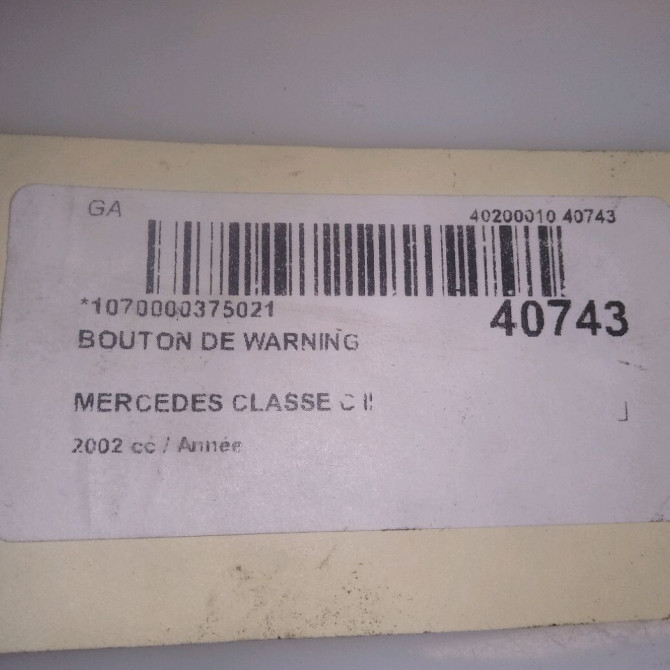 GA
40200010 40743
*1070000375021
40743
BOUTON DE WARNING
MERCEDES CLASSE C II
2002 cc / Année